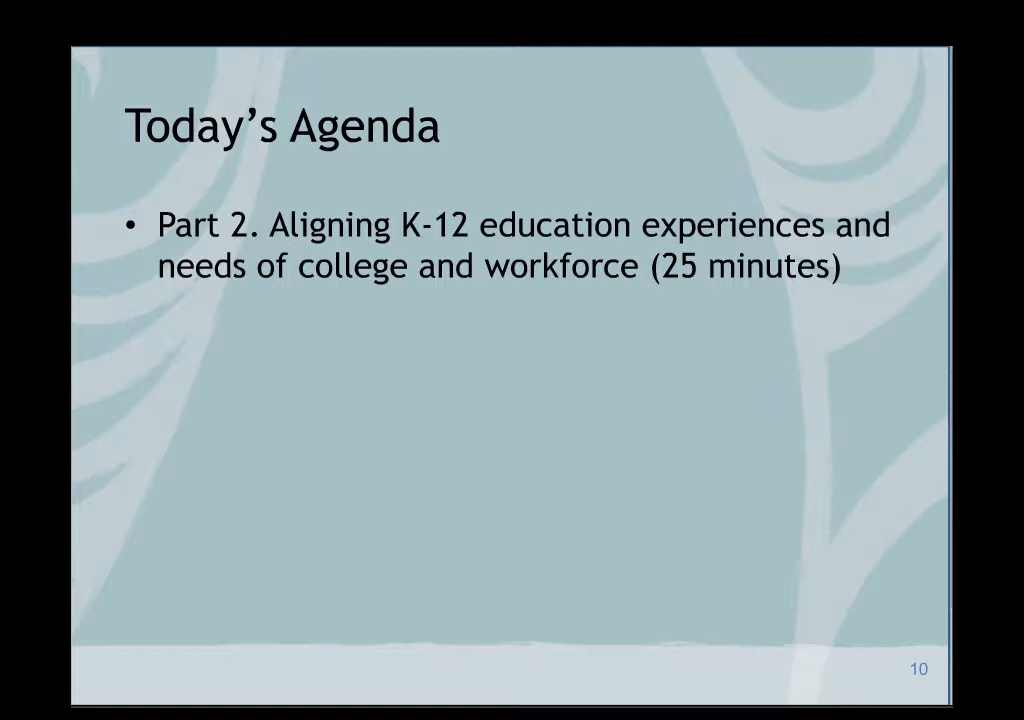 Today’s Agenda
• Part 2. Aligning K-12 education experiences and
needs of college and workforce (25 minutes)
10